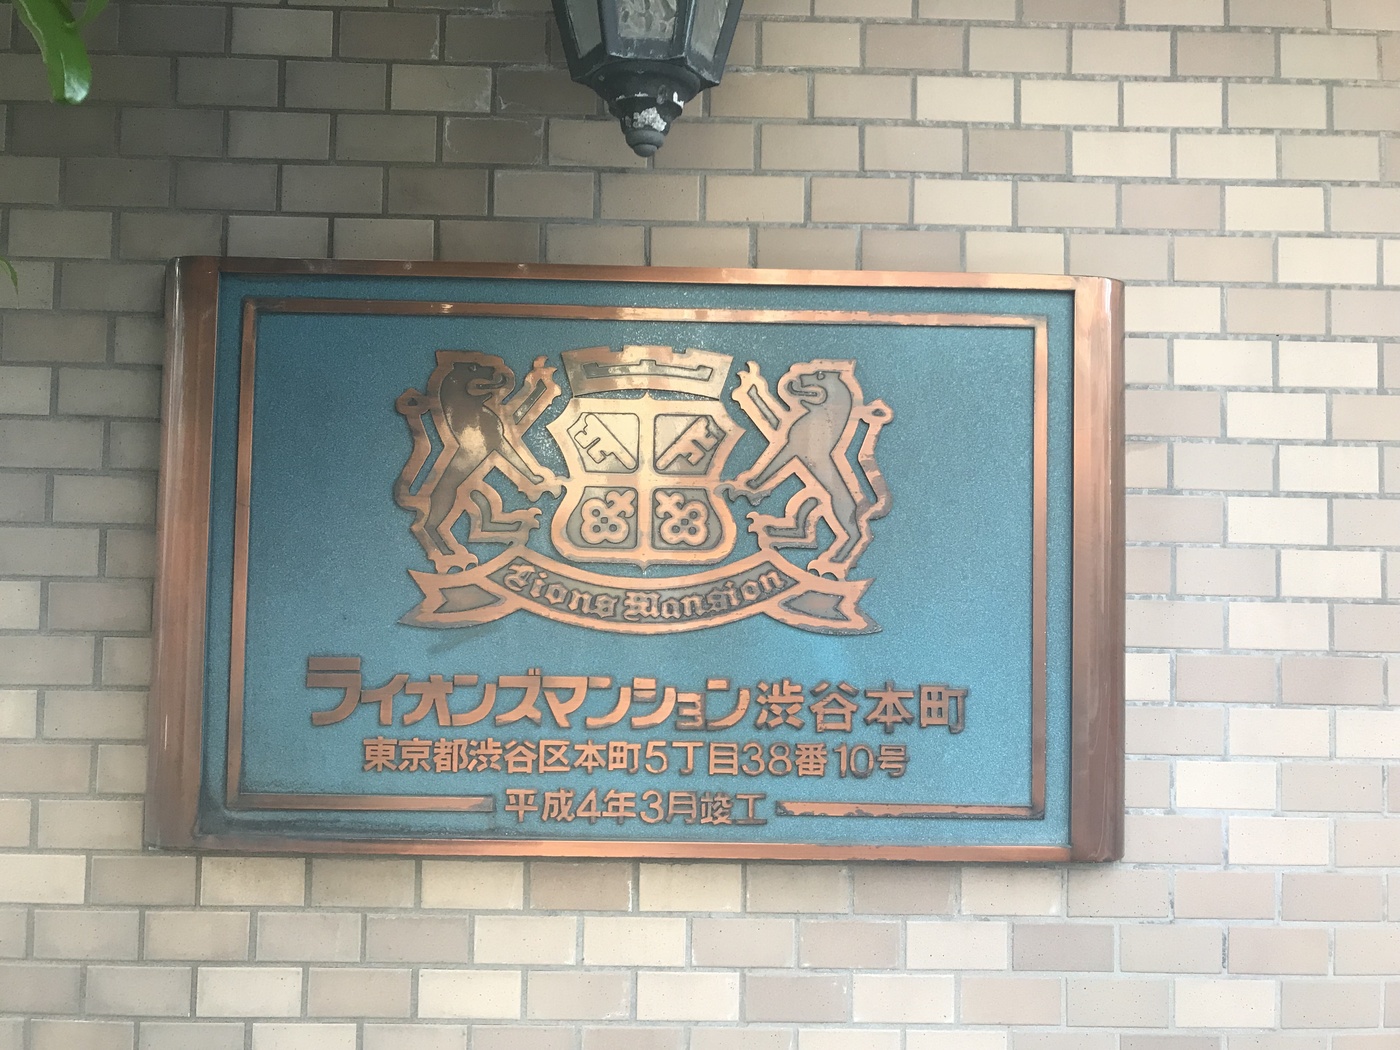 Lions Mansion
ライオンズマンション渋谷本町
東京都渋谷区本町5丁目38番10号
平成4年3月竣工